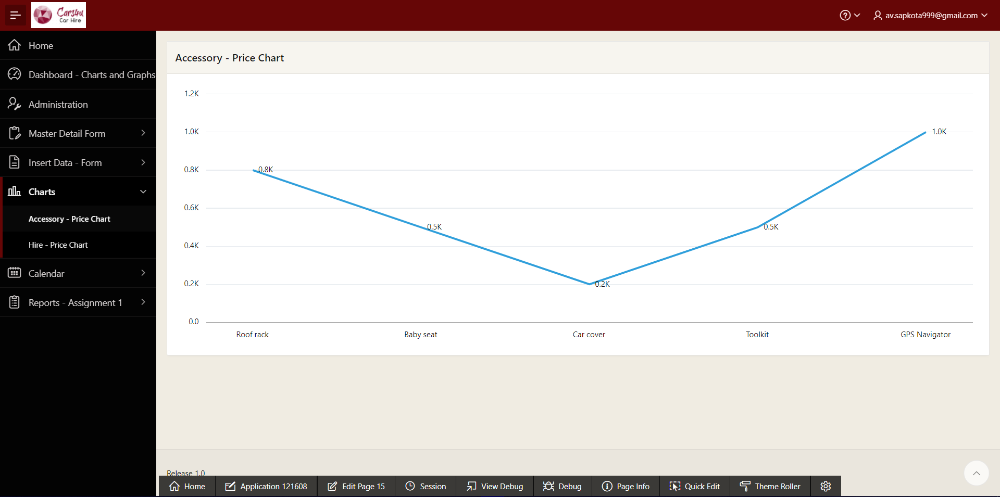 Cars4u
Car Hire
av.sapkota999@gmail.com
Home
Dashboard - Charts and Graphs
Administration
Master Detail Form
Insert Data - Form
Charts
Accessory - Price Chart
Hire - Price Chart
Calendar
Reports - Assignment 1
Accessory - Price Chart
1.2K
1.0K
0.8K
0.6K
0.4K
0.2K
0.0
0.8K
0.5K
0.2K
0.5K
1.0K
Roof rack
Baby seat
Car cover
Toolkit
GPS Navigator
Release 1.0
Home
Application 121608
Edit Page 15
Session
View Debug
Debug
Page Info
Quick Edit
Theme Roller